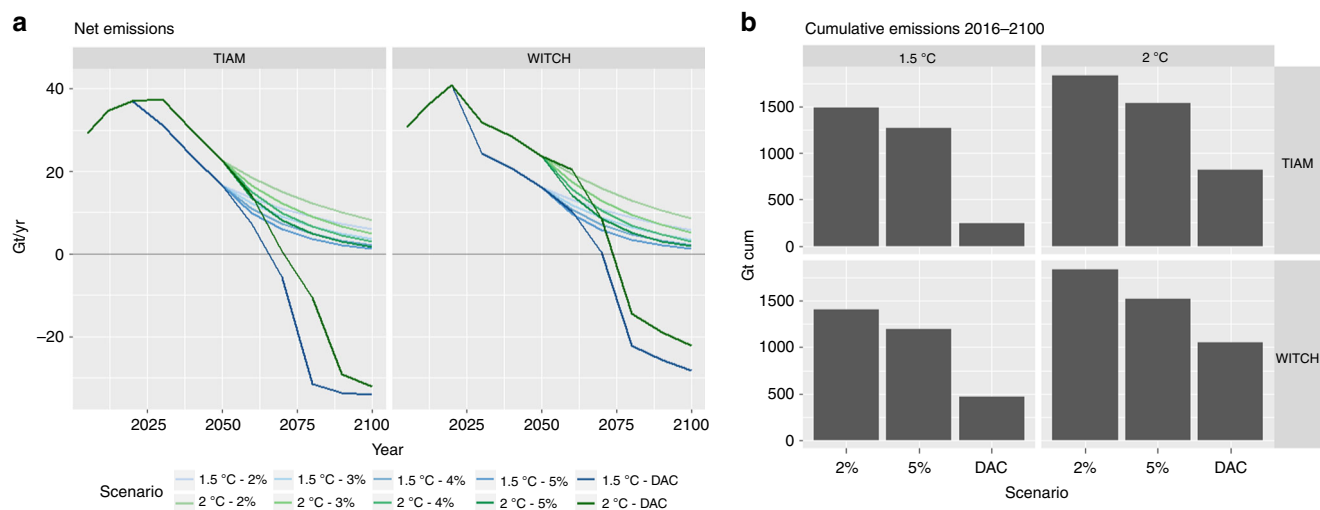 a
Net emissions
TIAM
WITCH
40
20
0
−20
Gt/yr
2025
2050
2075
2100
2025
2050
2075
2100
Year
Scenario
1.5 °C - 2%
1.5 °C - 3%
1.5 °C - 4%
1.5 °C - 5%
1.5 °C - DAC
2 °C - 2%
2 °C - 3%
2 °C - 4%
2 °C - 5%
2 °C - DAC
b
Cumulative emissions 2016–2100
1.5 °C
2 °C
1500
1000
500
0
TIAM
Gt cum
1500
1000
500
0
WITCH
2%
5%
DAC
2%
5%
DAC
Scenario